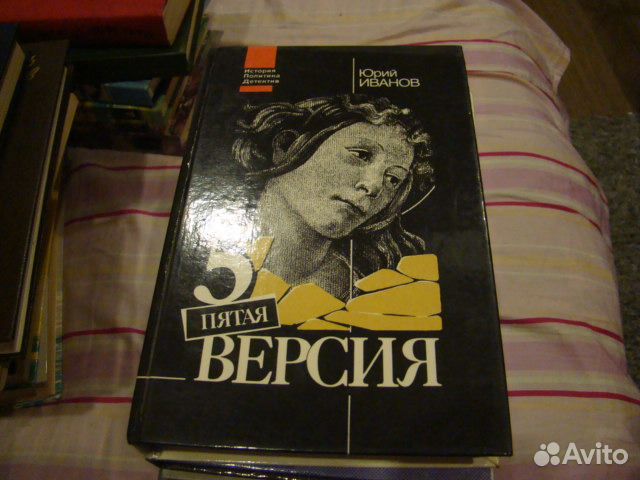 История
Политика
Детектив
Юрий
ИВАНОВ
5
ПЯТАЯ
ВЕРСИЯ
Avito